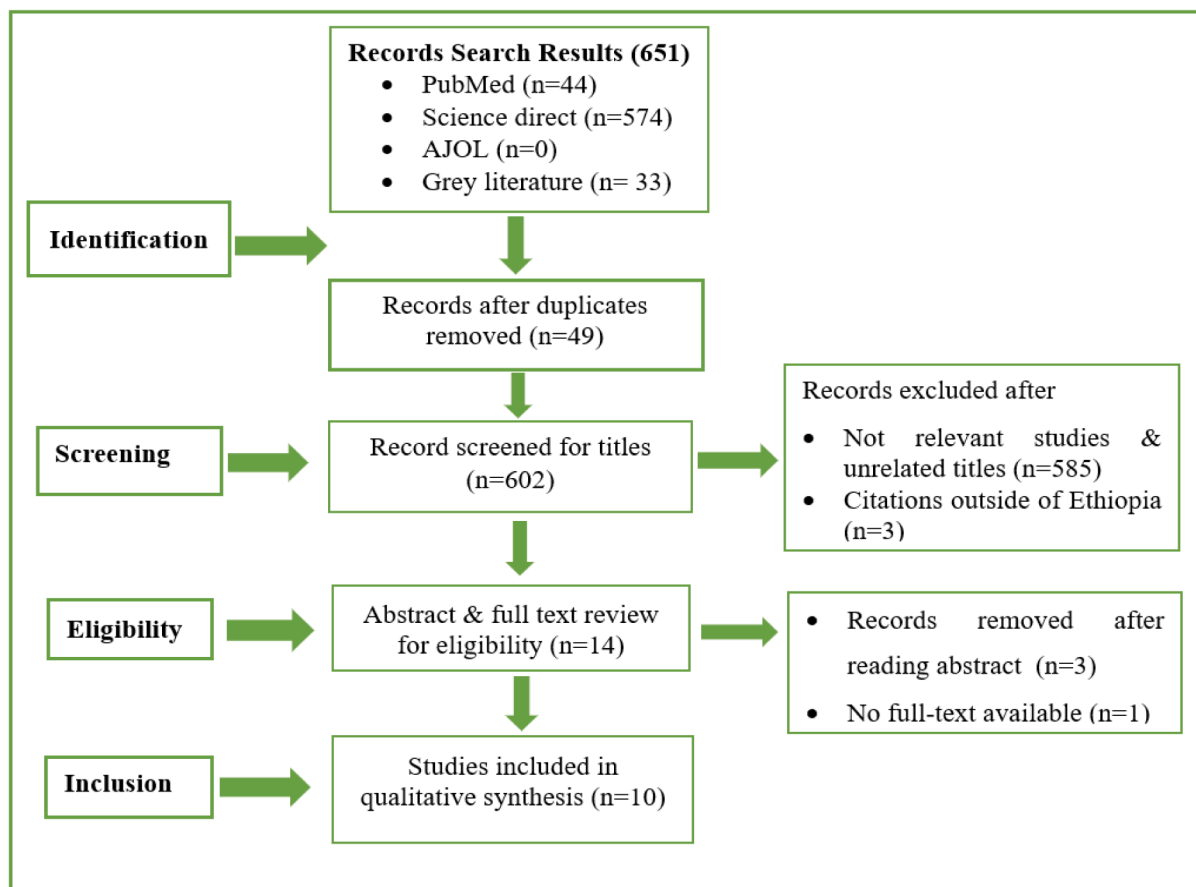 Records Search Results (651)
• PubMed (n=44)
• Science direct (n=574)
• AJOL (n=0)
• Grey literature (n= 33)
Identification
Records after duplicates
removed (n=49)
Screening
Record screened for titles
(n=602)
Records excluded after
• Not relevant studies &
unrelated titles (n=585)
• Citations outside of Ethiopia
(n=3)
Eligibility
Abstract & full text review
for eligibility (n=14)
• Records removed after
reading abstract (n=3)
• No full-text available (n=1)
Inclusion
Studies included in
qualitative synthesis (n=10)